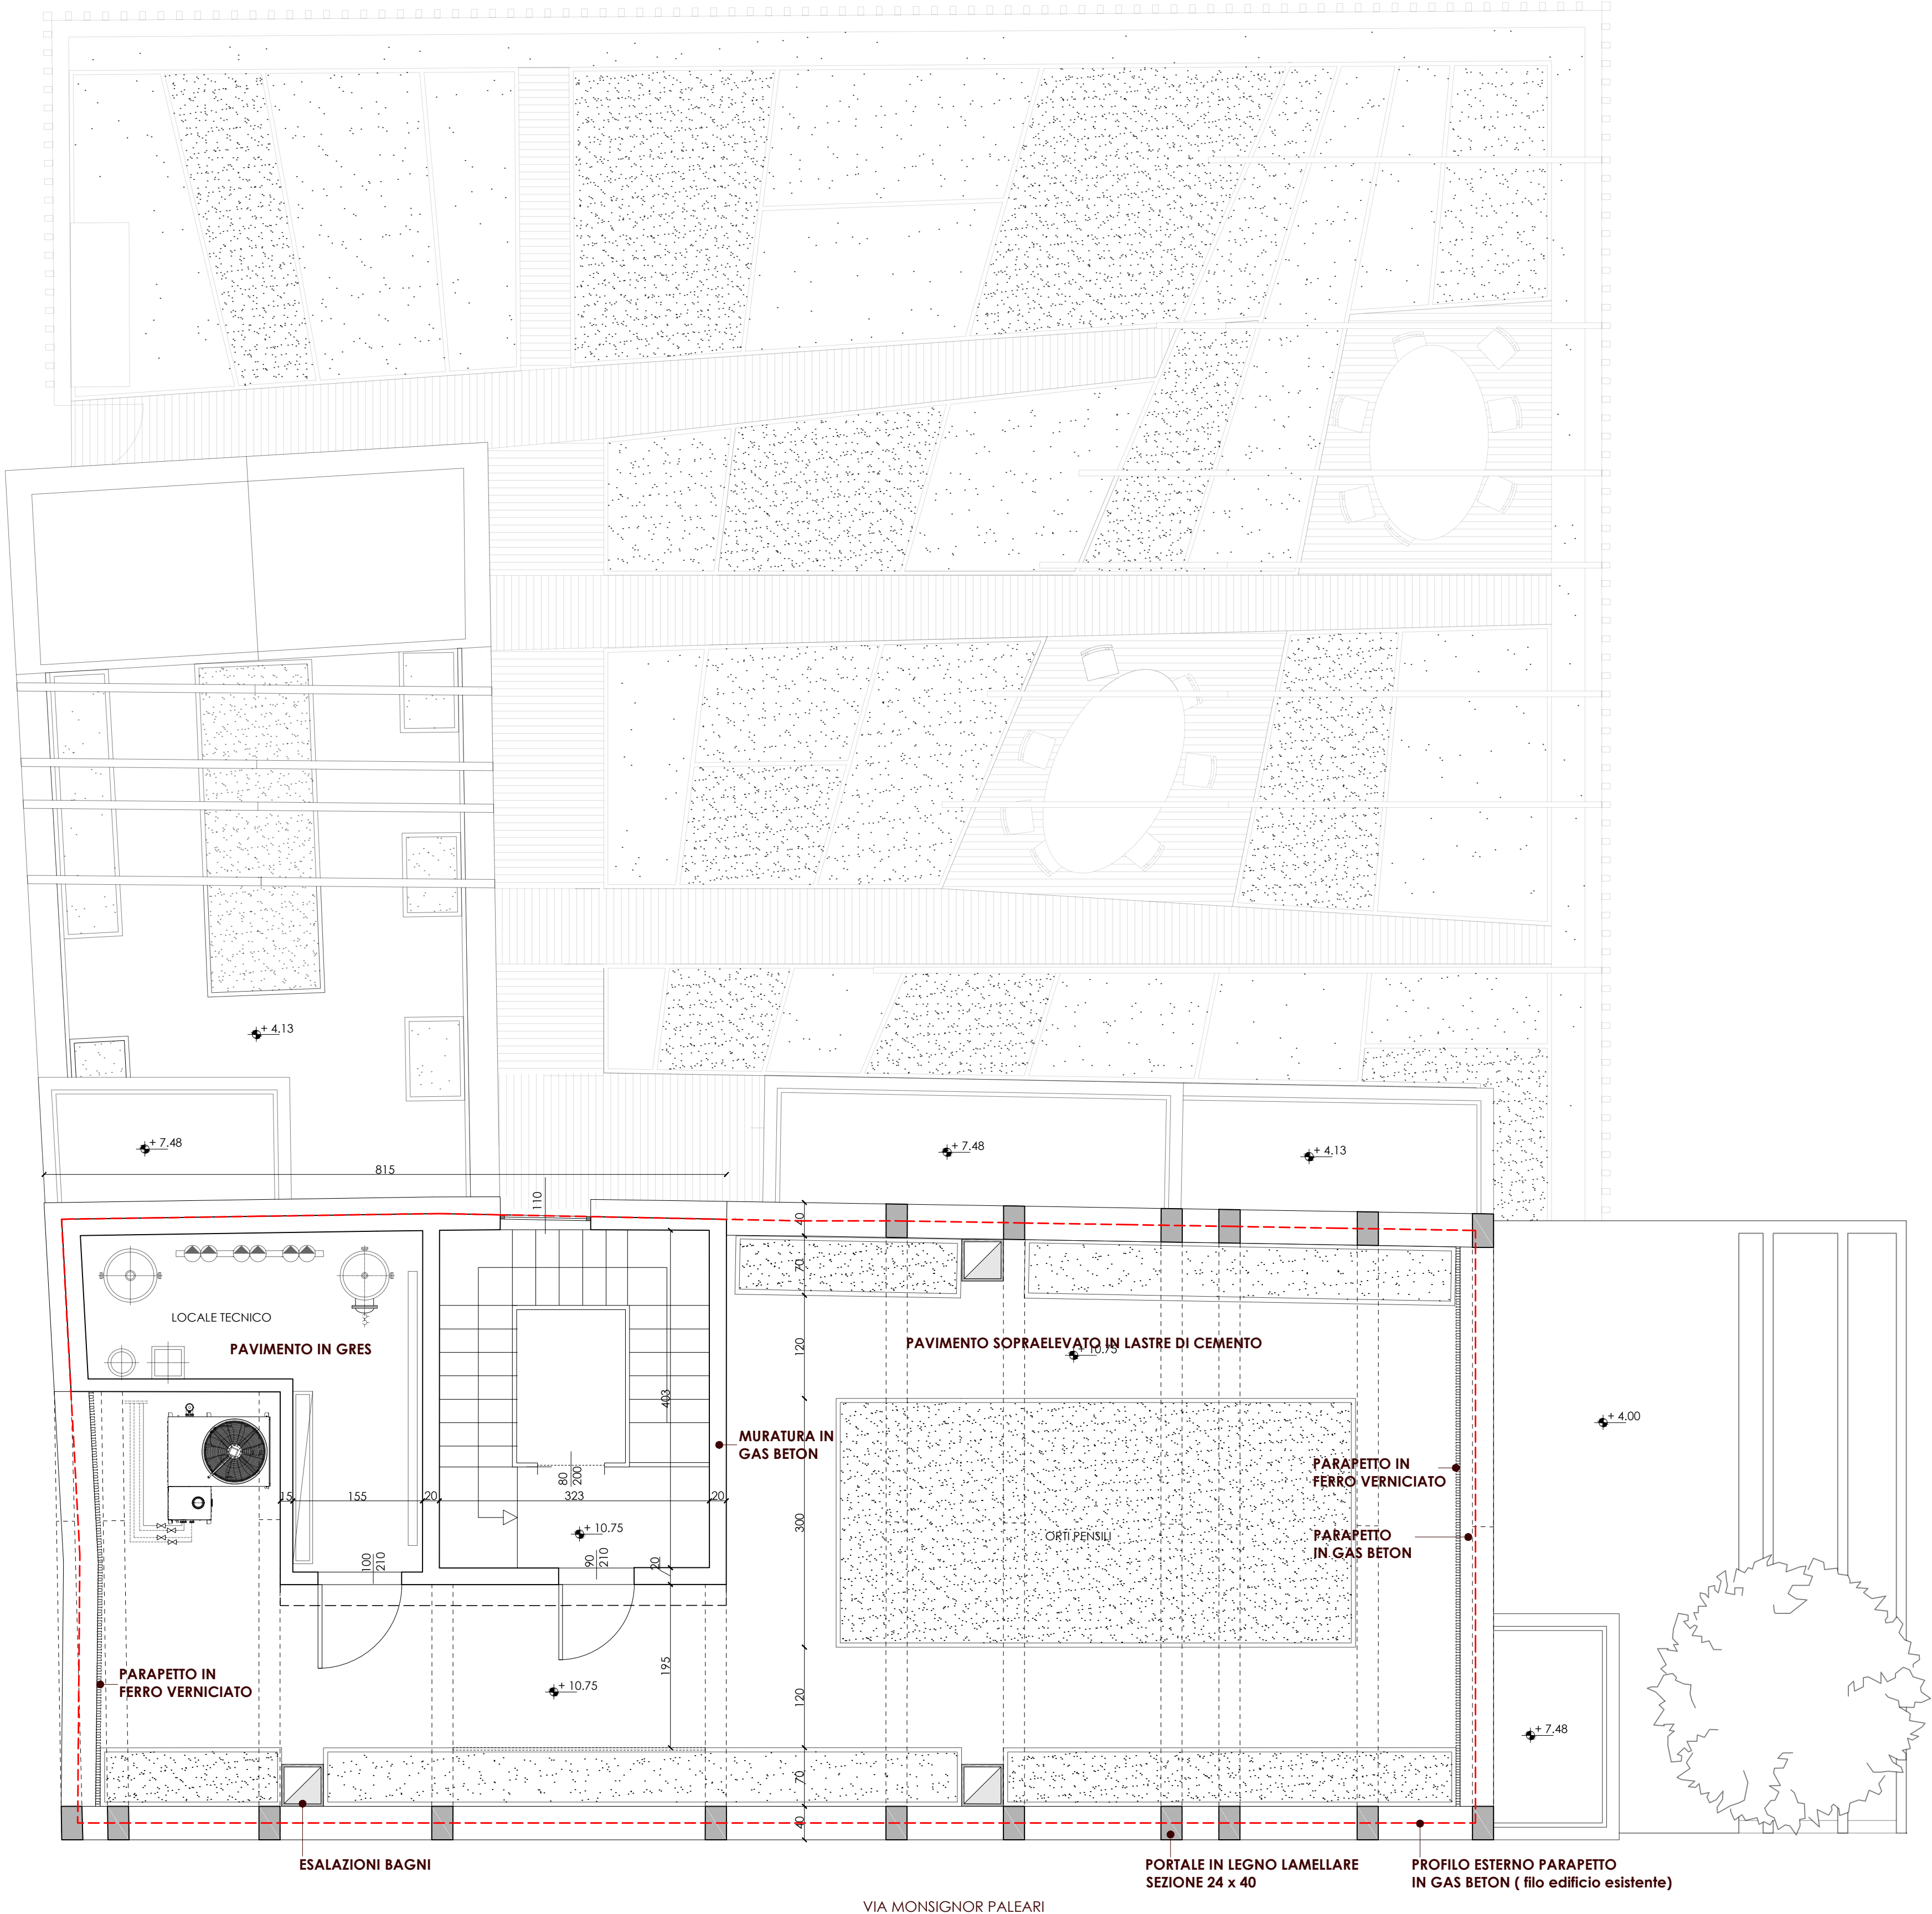 + 4.13
+ 7.48
+ 7.48
+ 4.13
815
110
40
70
LOCALE TECNICO
PAVIMENTO IN GRES
PAVIMENTO SOPRAELEVATO IN LASTRE DI CEMENTO
+ 10.75
120
403
+ 4.00
MURATURA IN
GAS BETON
PARAPETTO IN
FERRO VERNICIATO
80
200
15
155
20
323
20
300
+ 10.75
ORTI PENSILI
PARAPETTO
IN GAS BETON
100
210
90
210
20
195
PARAPETTO IN
FERRO VERNICIATO
+ 10.75
120
+ 7.48
70
40
ESALAZIONI BAGNI
PORTALE IN LEGNO LAMELLARE
SEZIONE 24 x 40
PROFILO ESTERNO PARAPETTO
IN GAS BETON ( filo edificio esistente)
VIA MONSIGNOR PALEARI